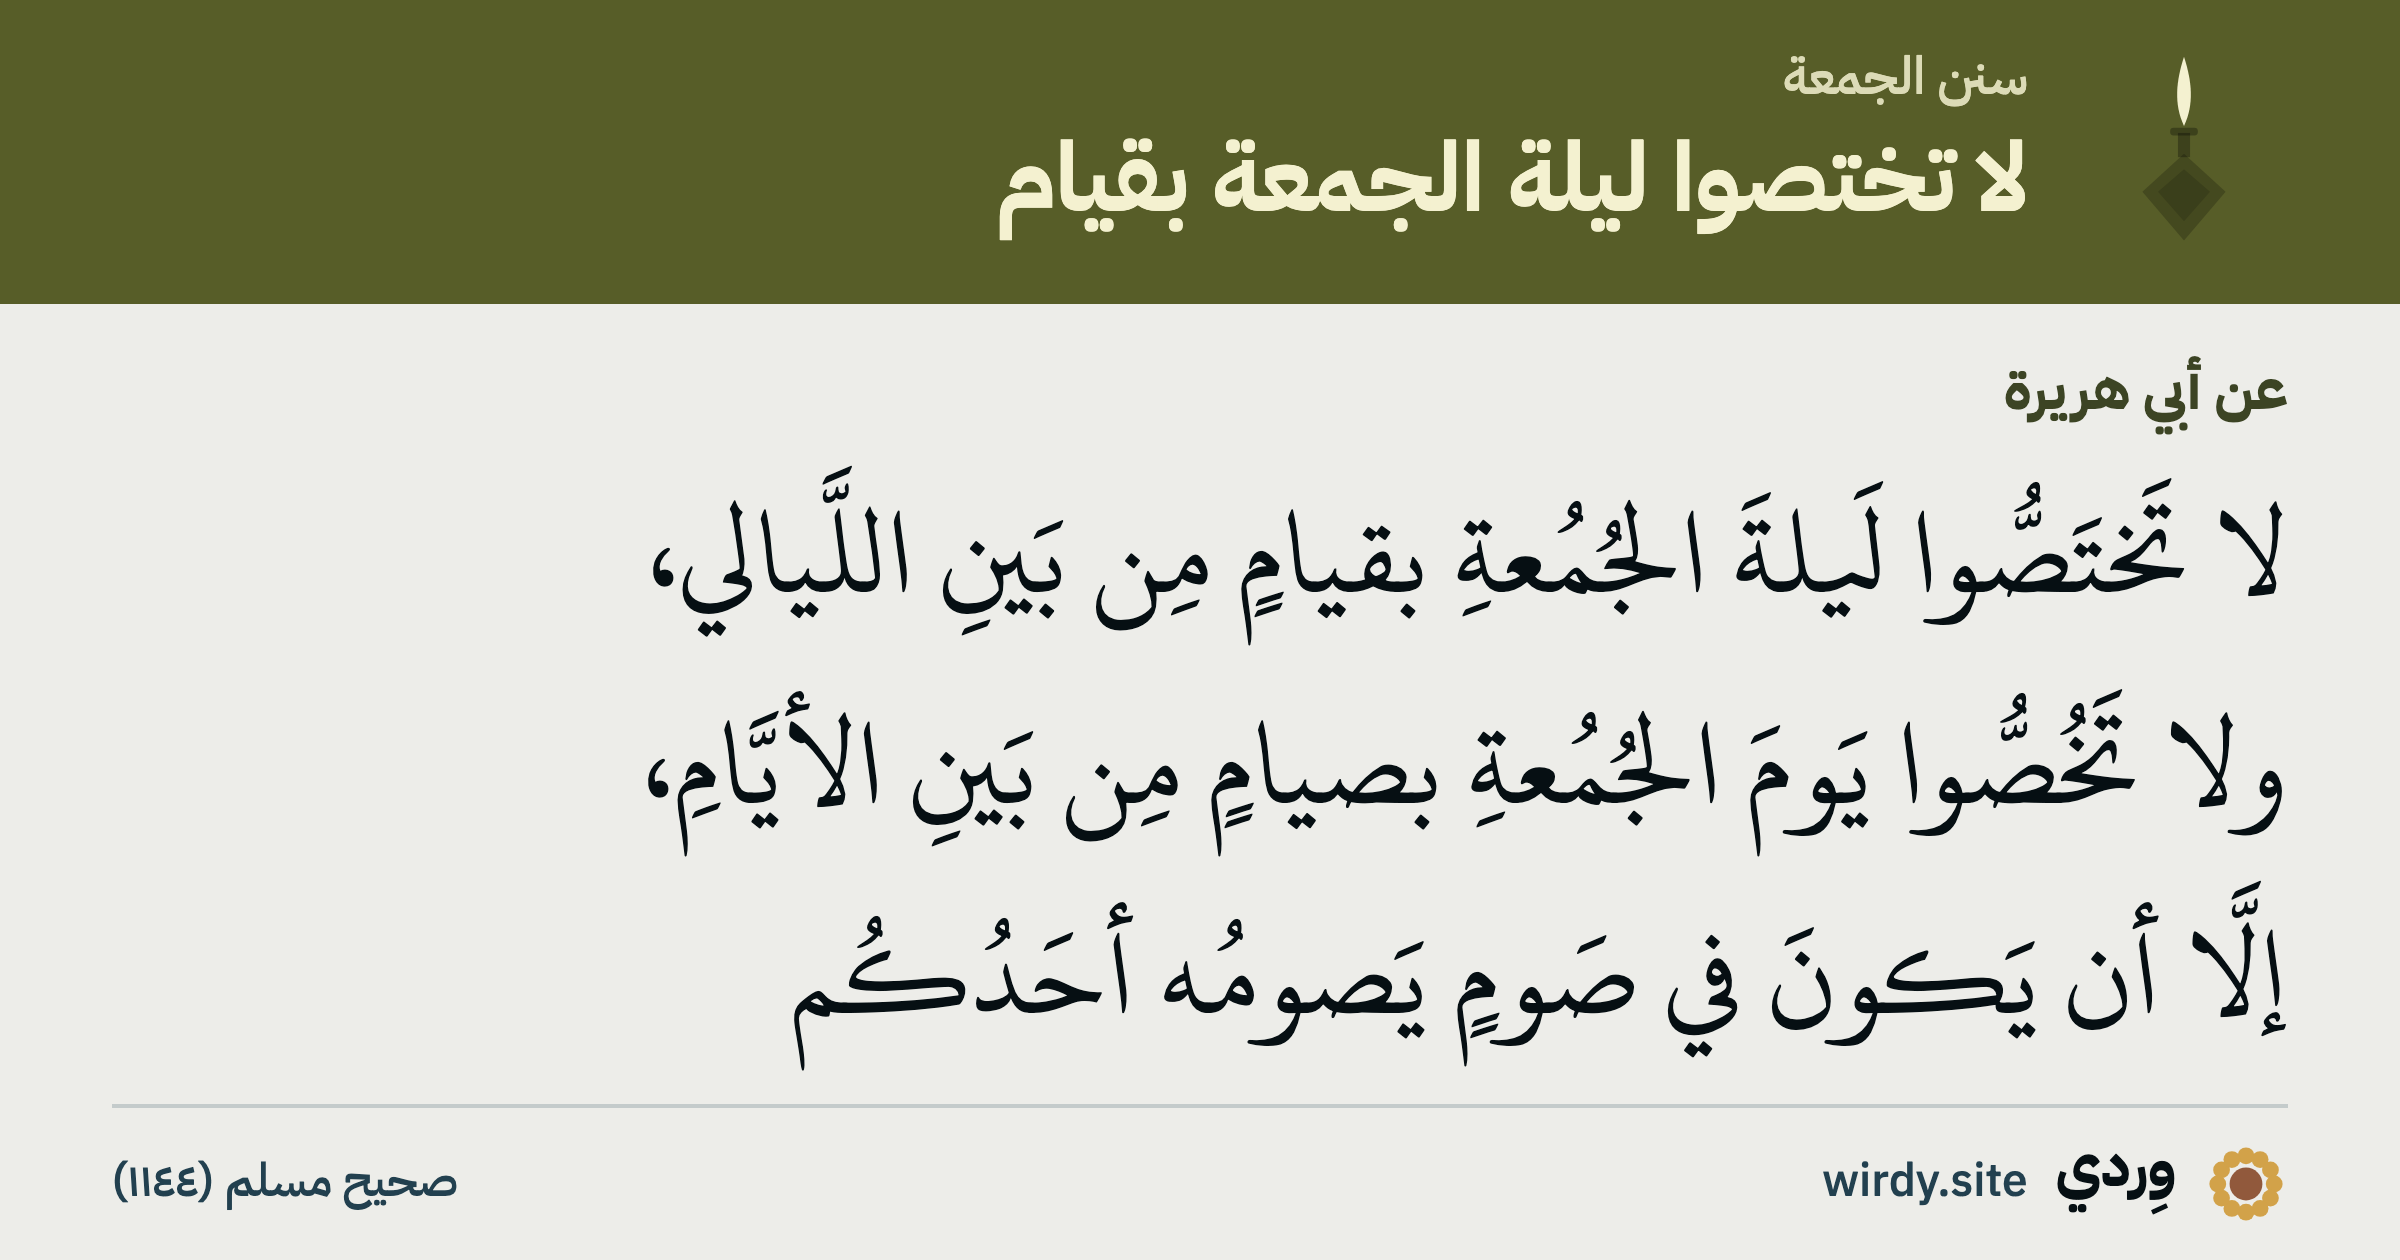 سنن الجمعة
لا تختصوا ليلة الجمعة بقيام
عن أبي هريرة
لا تَختَصُّوا لَيلةَ الجُمُعةِ بقيامٍ مِن بَينِ اللَّيالي،
ولا تَخُصُّوا يَومَ الجُمُعةِ بصيامٍ مِن بَينِ الأيَّامِ،
إلَّا أن يَكونَ في صَومٍ يَصومُه أحَدُكُم
وِردي wirdy.site
صحيح مسلم (١١٤٤)